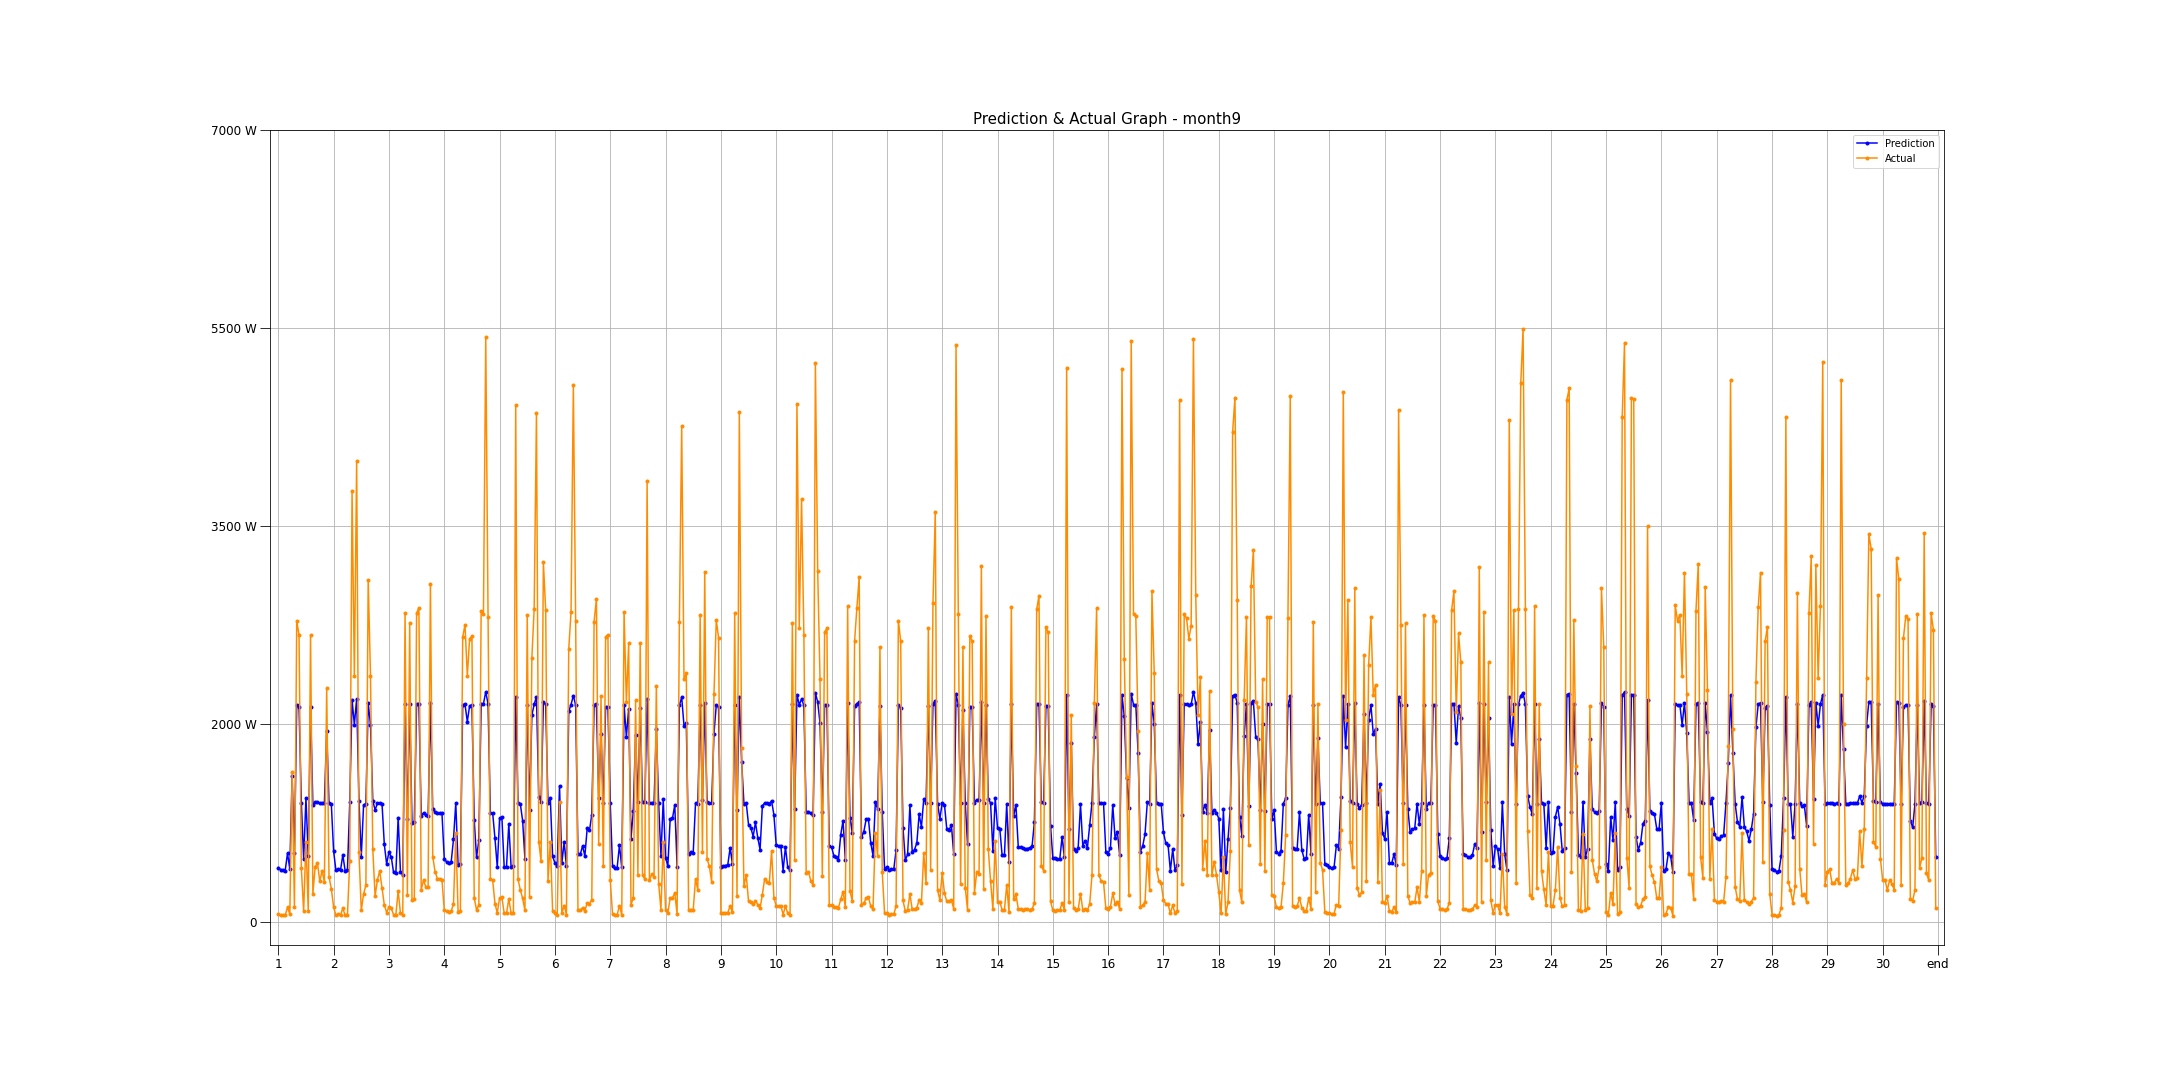 Prediction & Actual Graph - month9
7000 W
Prediction
Actual
5500 W
3500 W
2000 W
0
1 2 3 4 5 6 7 8 9 10 11 12 13 14 15 16 17 18 19 20 21 22 23 24 25 26 27 28 29 30 end